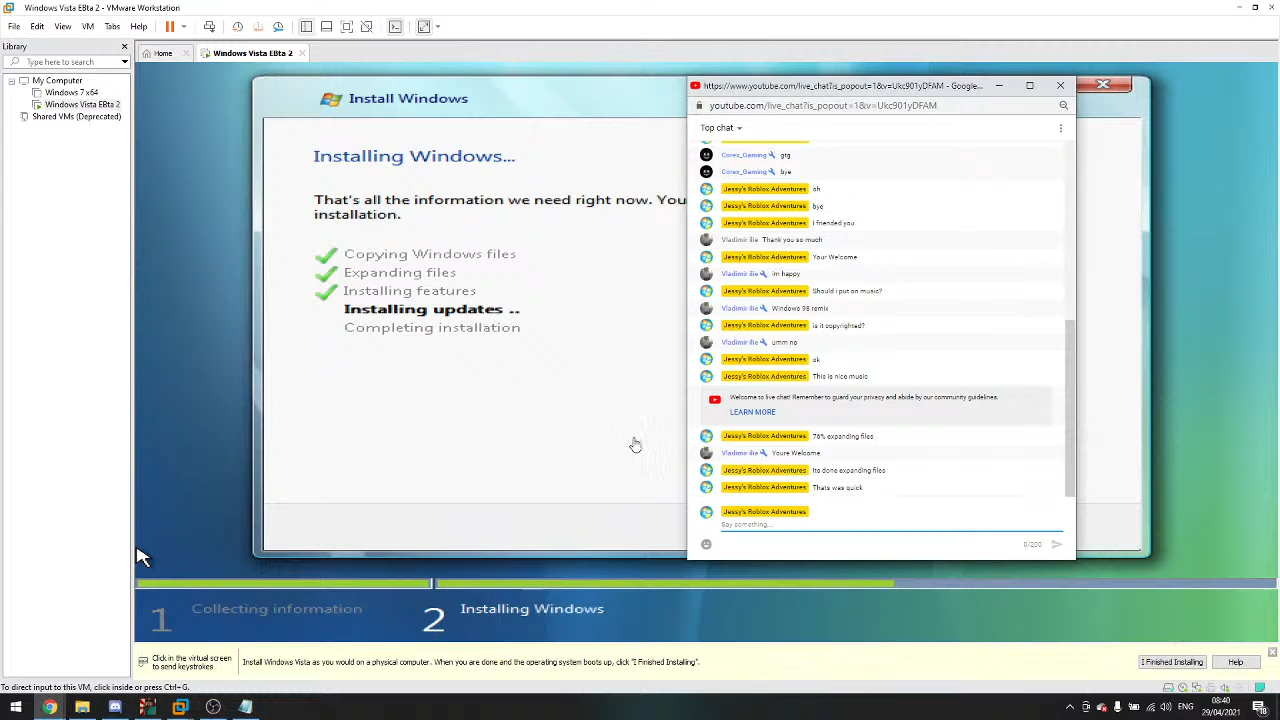 Windows Vista EBta 2 - VMware Workstation
File Edit View VM Tabs Help
Library
Type here to search
My Computer
Windows 7 x64
Windows Vista EBta 2
Shared VMs (Deprecated)
Home
Windows Vista EBta 2
Install Windows
Installing Windows...
That's all the information we need right now. You
installation.
Copying Windows files
Expanding files
Installing features
Installing updates ..
Completing installation
https://www.youtube.com/live_chat?is_popout=1&v=Ukc901yDFAM - Google...
youtube.com/live_chat?is_popout=1&v=Ukc901yDFAM
Top chat
Corex_Gaming gtg
Corex_Gaming bye
Jessy's Roblox Adventures oh
Jessy's Roblox Adventures bye
Jessy's Roblox Adventures I friended you
Vladimir ilie Thank you so much
Jessy's Roblox Adventures Your Welcome
Vladimir ilie im happy
Jessy's Roblox Adventures Should i put on music?
Vladimir ilie Windows 98 remix
Jessy's Roblox Adventures is it copyrighted?
Vladimir ilie umm no
Jessy's Roblox Adventures ok
Jessy's Roblox Adventures This is nice music
Welcome to live chat! Remember to guard your privacy and abide by our community guidelines.
LEARN MORE
Jessy's Roblox Adventures 76% expanding files
Vladimir ilie Youre Welcome
Jessy's Roblox Adventures Its done expanding files
Jessy's Roblox Adventures Thats was quick
Jessy's Roblox Adventures
Say something...
0/200
1 Collecting information
2 Installing Windows
Click in the virtual screen
to send keystrokes
Install Windows Vista as you would on a physical computer. When you are done and the operating system boots up, click "I Finished Installing".
I Finished Installing
Help
To direct input to this VM, click inside or press Ctrl+G.
ENG
08:40
29/04/2021
8